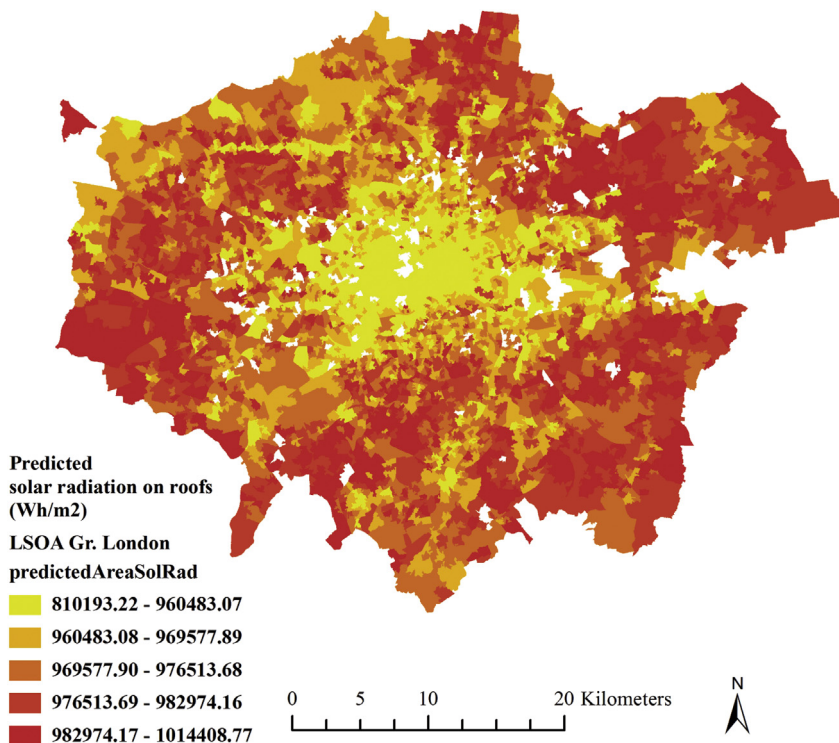 Predicted
solar radiation on roofs
(Wh/m2)
LSOA Gr. London
predictedAreaSolRad
810193.22 - 960483.07
960483.08 - 969577.89
969577.90 - 976513.68
976513.69 - 982974.16
982974.17 - 1014408.77
0 5 10 20 Kilometers
N